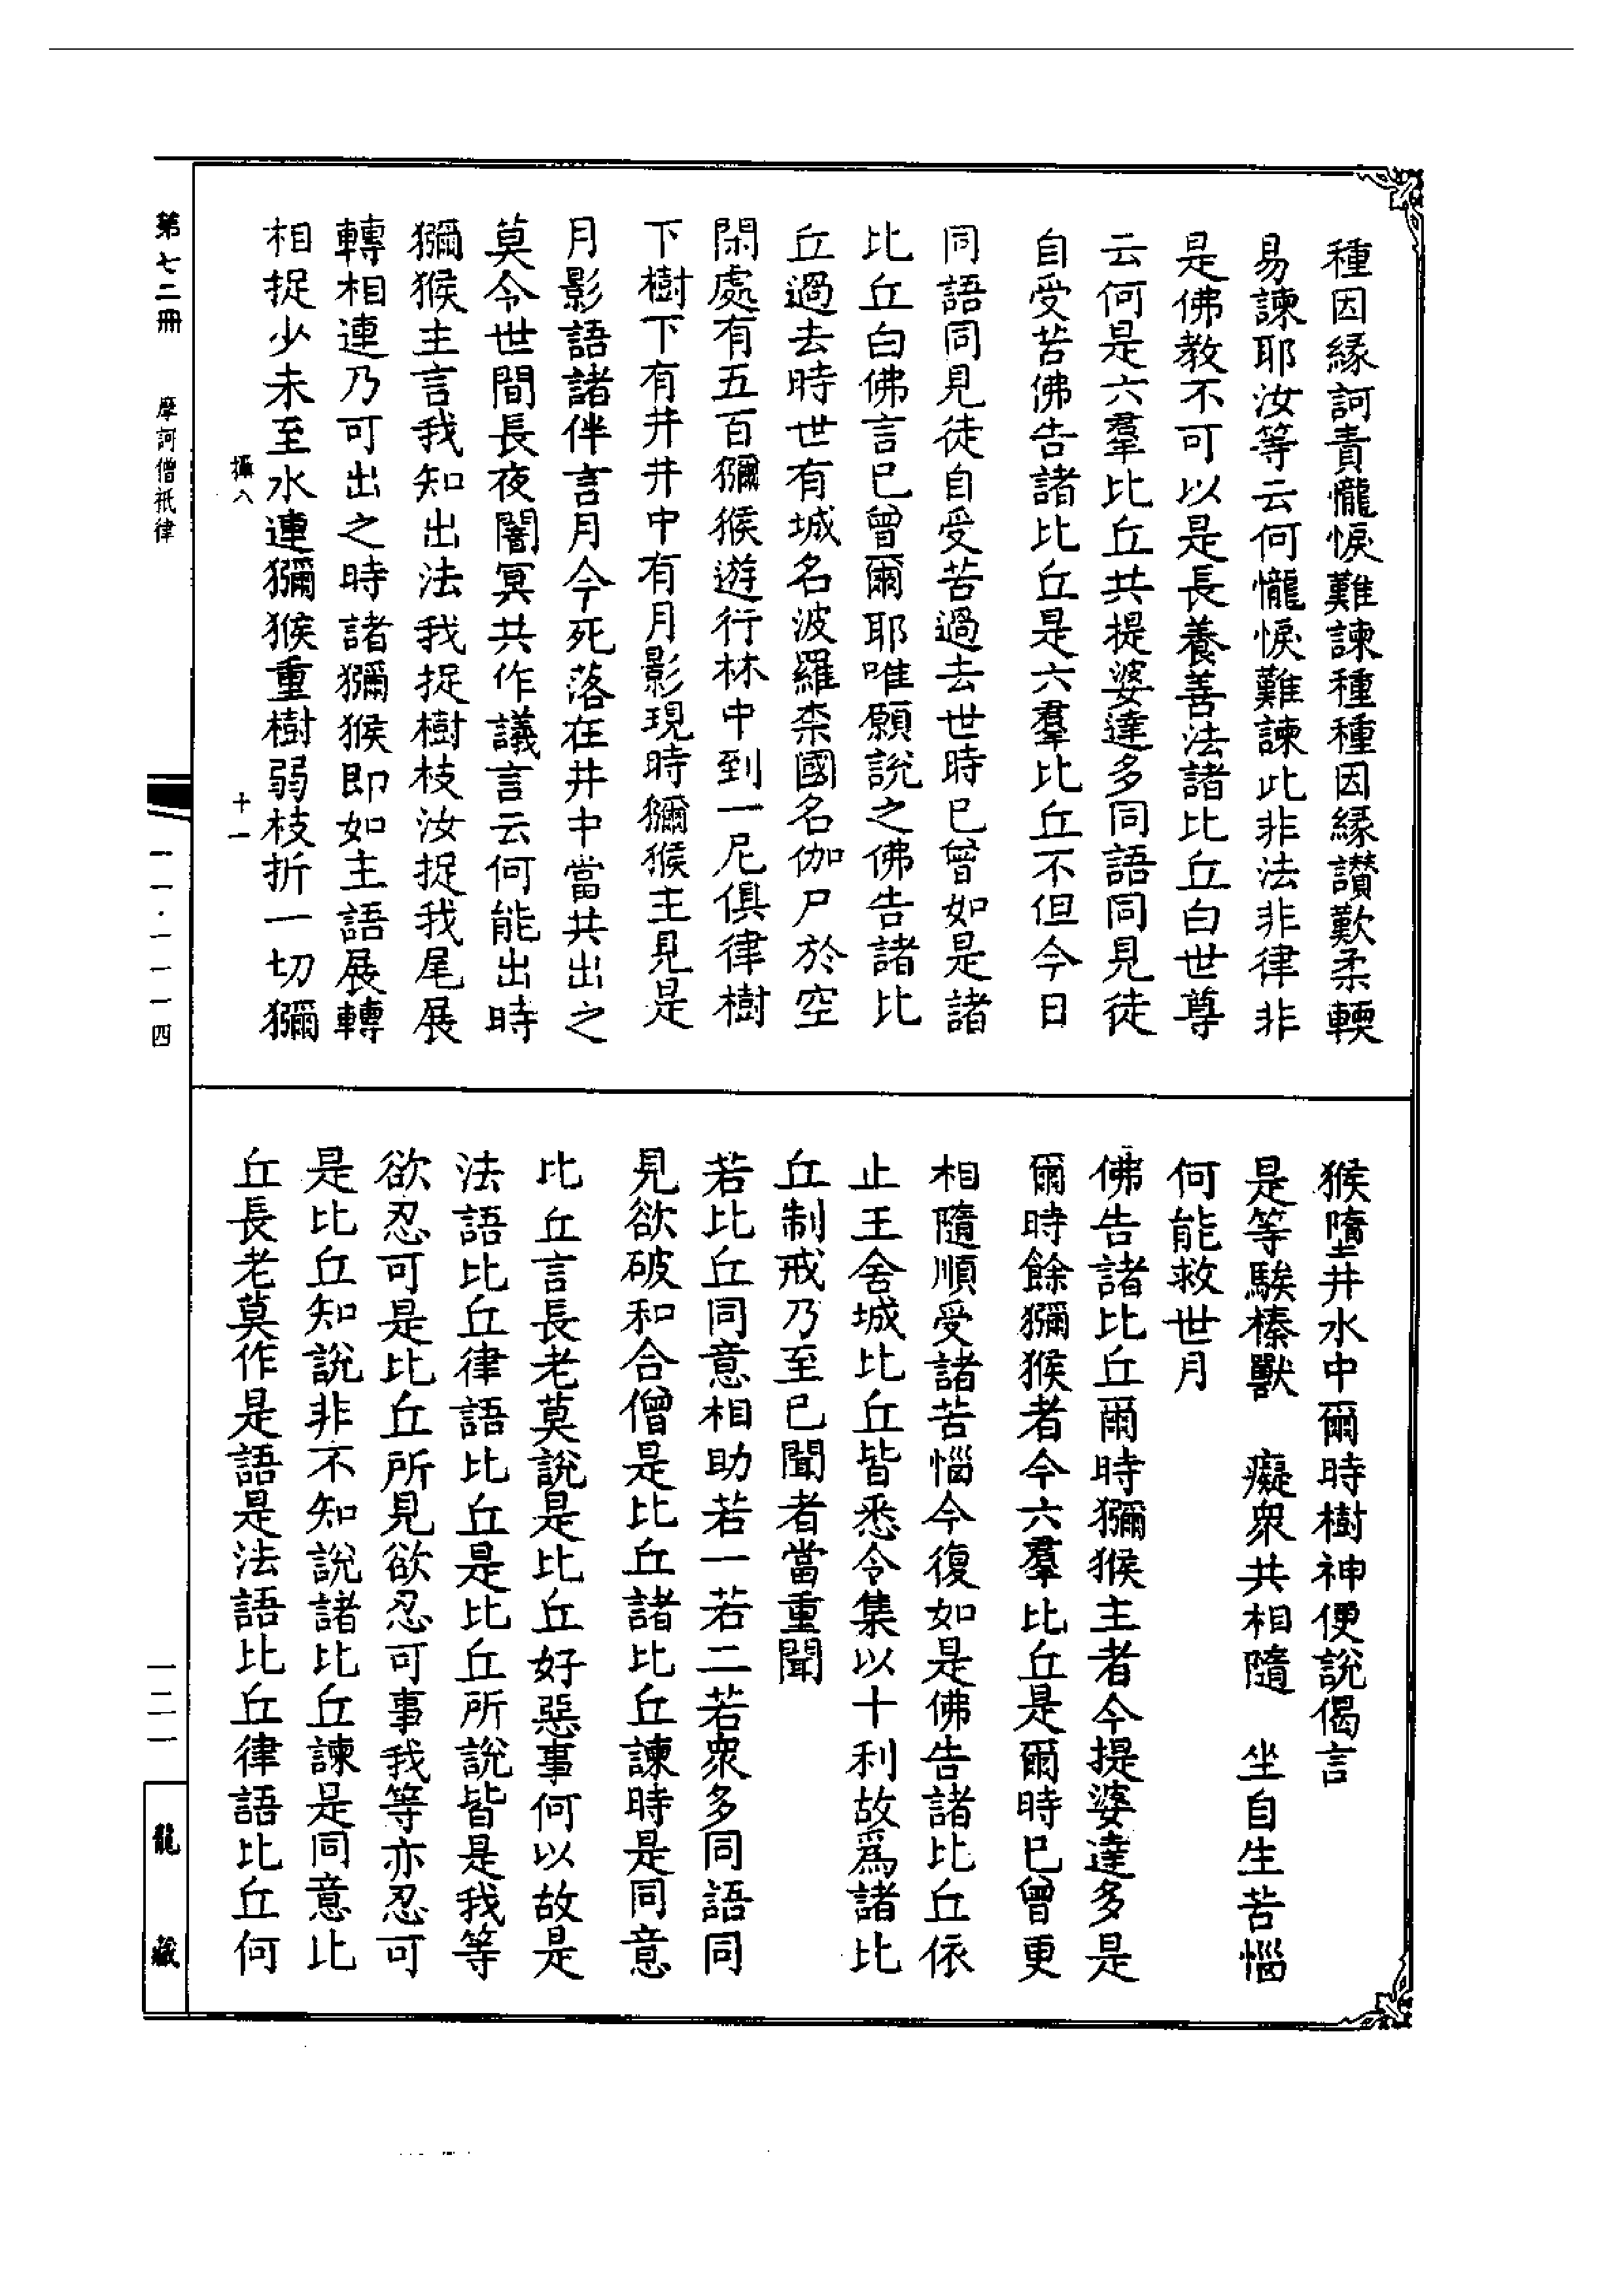 種因緣訶責㦬悷難諫種種因緣讃歎柔輭
易諫耶汝等云何㦬悷難諫此非法非律非
是佛教不可以是長養善法諸比丘白世尊
云何是六羣比丘共提婆達多同語同見徒
自受苦佛告諸比丘是六羣比丘不但今日
同語同見徒自受苦過去世時已曾如是諸
比丘白佛言已曾爾耶唯願說之佛告諸比
丘過去時世有城名波羅柰國名伽尸於空
閑處有五百獼猴遊行林中到一尼俱律樹
下樹下有井井中有月影現時獼猴主見是
月影語諸伴言月今死落在井中當共出之
莫令世間長夜闇冥共作議言云何能出時
獼猴主言我知出法我捉樹枝汝捉我尾展
轉相連乃可出之時諸獼猴即如主語展轉
相捉少未至水連獼猴重樹弱枝折一切獼
攝八 十一
猴墮井水中爾時樹神便說偈言
是等騃榛獸 癡衆共相隨 坐自生苦惱
何能救世月
佛告諸比丘爾時獼猴主者今提婆達多是
爾時餘獼猴者今六羣比丘是爾時已曾更
相隨順受諸苦惱今復如是佛告諸比丘依
止王舍城比丘皆悉令集以十利故爲諸比
丘制戒乃至已聞者當重聞
若比丘同意相助若一若二若衆多同語同
見欲破和合僧是比丘諸比丘諫時是同意
比丘言長老莫說是比丘好惡事何以故是
法語比丘律語比丘是比丘所說皆是我等
欲忍可是比丘所見欲忍可事我等亦忍可
是比丘知說非不知說諸比丘諫是同意比
丘長老莫作是語是法語比丘律語比丘何
第七二冊 摩訶僧祇律 一一·一一一四 一二一 龍藏